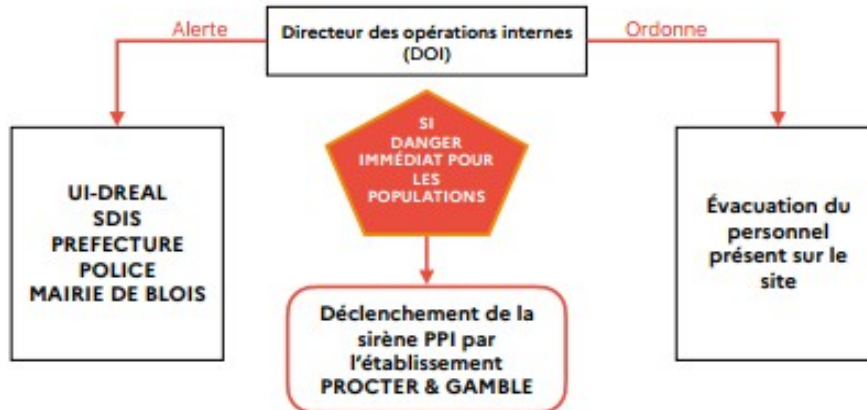 Alerte
Directeur des opérations internes
(DOI)
Ordonne
SI
DANGER
IMMÉDIAT POUR
LES
POPULATIONS
UI-DREAL
SDIS
PREFECTURE
POLICE
MAIRIE DE BLOIS
Évacuation du
personnel
présent sur le
site
Déclenchement de la
sirène PPI par
l'établissement
PROCTER & GAMBLE